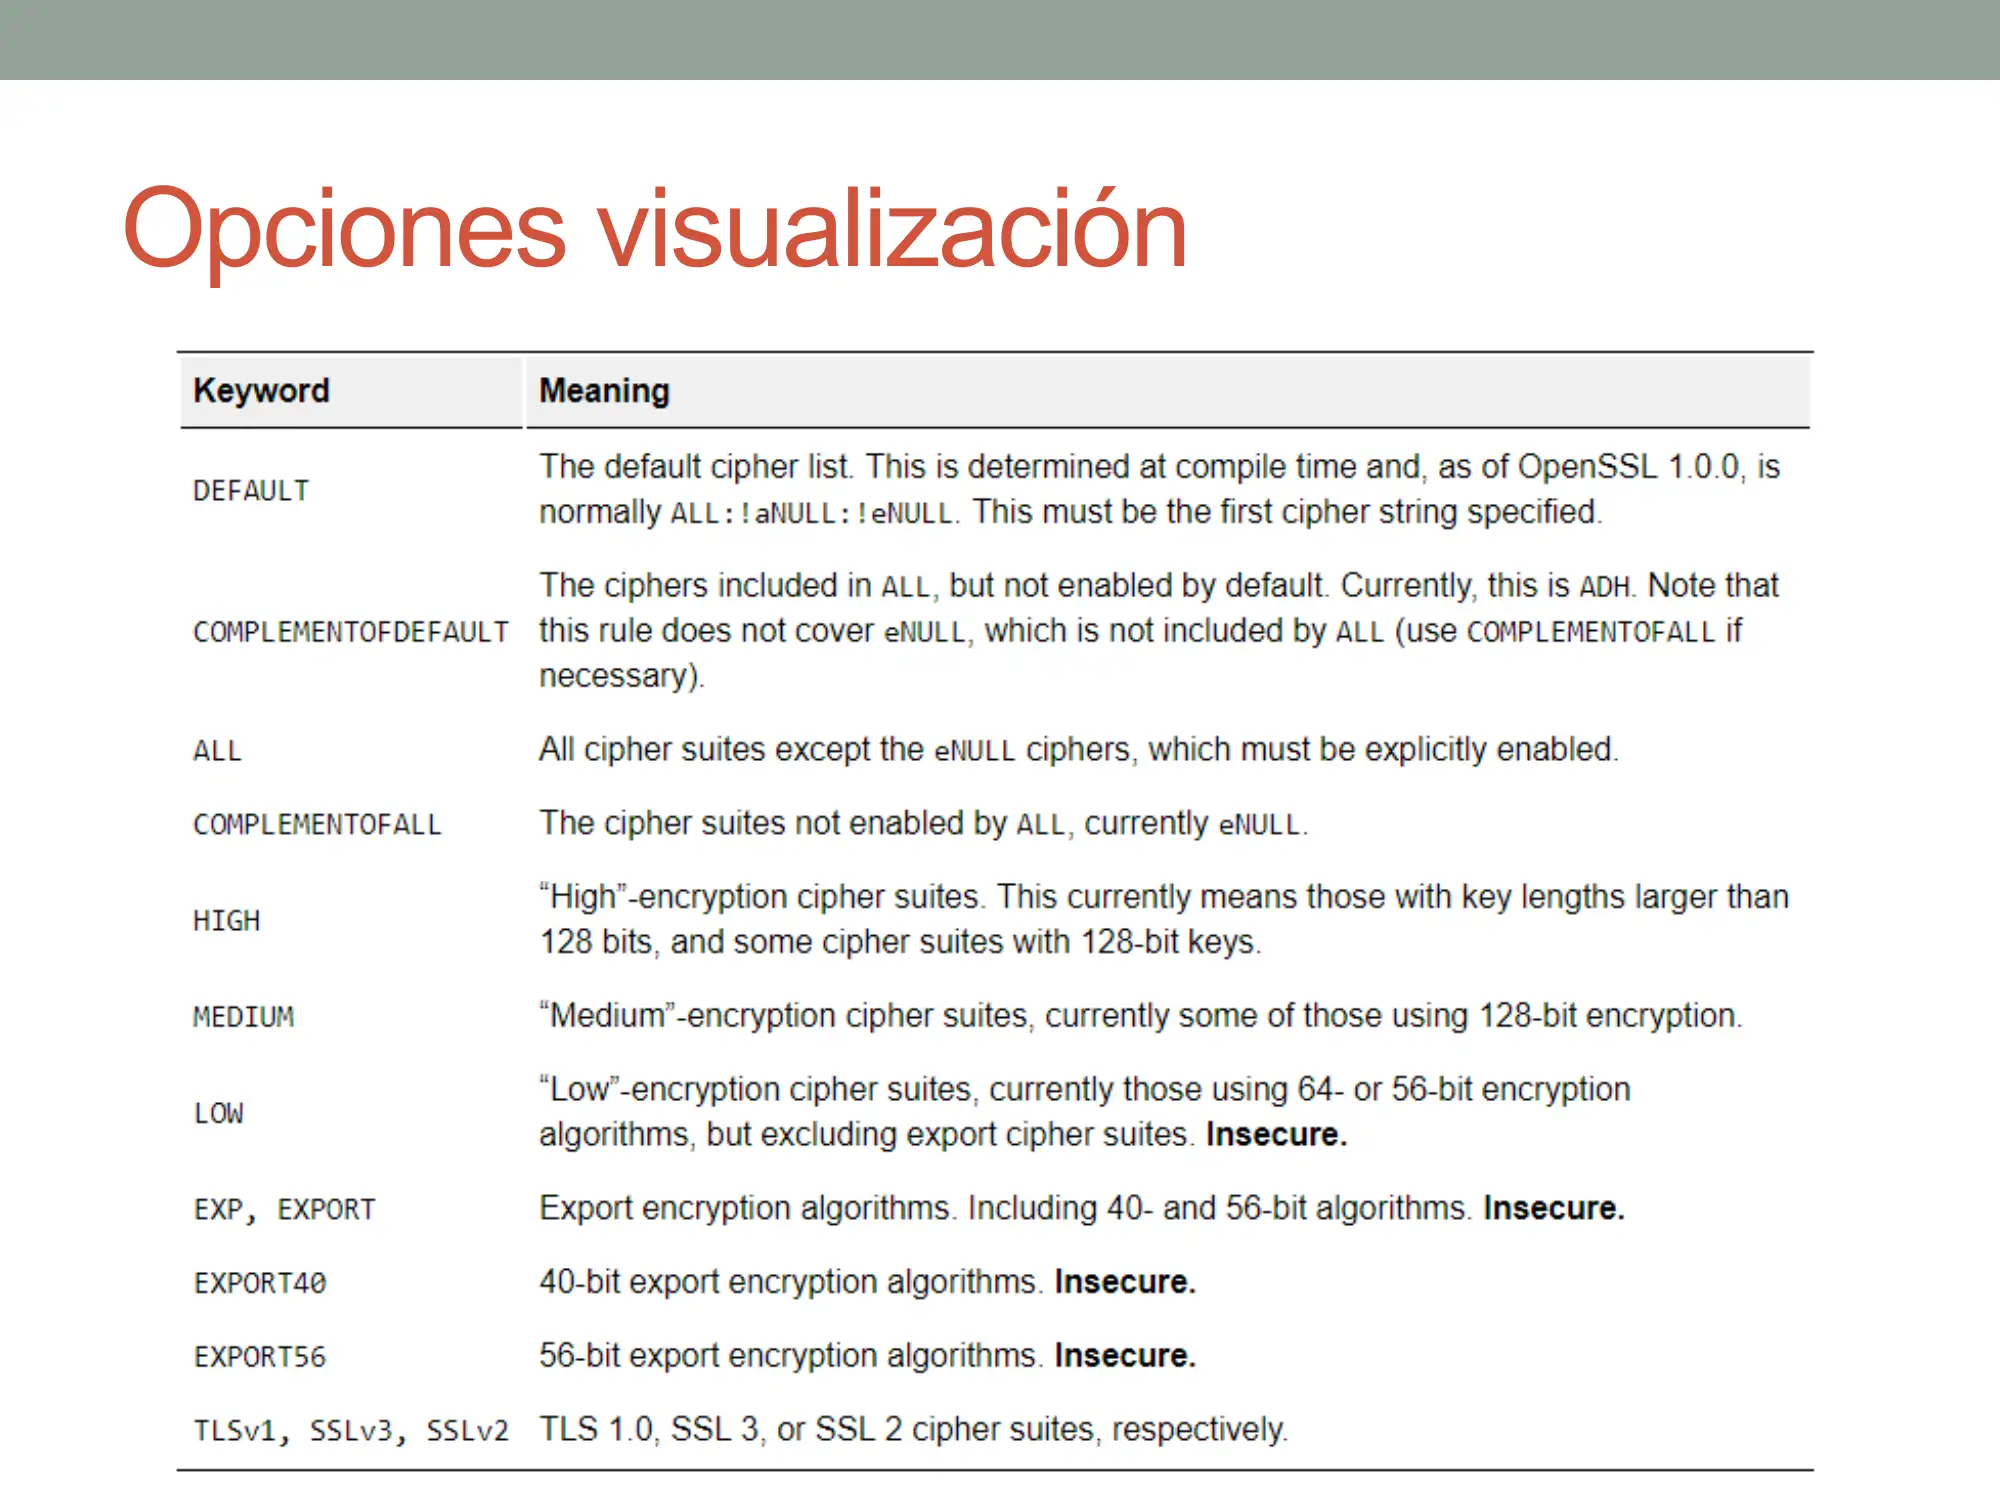 Opciones visualización
Keyword Meaning
DEFAULT The default cipher list. This is determined at compile time and, as of OpenSSL 1.0.0, is
normally ALL:!aNULL:!eNULL. This must be the first cipher string specified.
COMPLEMENTOFDEFAULT The ciphers included in ALL, but not enabled by default. Currently, this is ADH. Note that
this rule does not cover eNULL, which is not included by ALL (use COMPLEMENTOFALL if
necessary).
ALL All cipher suites except the eNULL ciphers, which must be explicitly enabled.
COMPLEMENTOFALL The cipher suites not enabled by ALL, currently eNULL.
HIGH “High”-encryption cipher suites. This currently means those with key lengths larger than
128 bits, and some cipher suites with 128-bit keys.
MEDIUM “Medium”-encryption cipher suites, currently some of those using 128-bit encryption.
LOW “Low”-encryption cipher suites, currently those using 64- or 56-bit encryption
algorithms, but excluding export cipher suites. Insecure.
EXP, EXPORT Export encryption algorithms. Including 40- and 56-bit algorithms. Insecure.
EXPORT40 40-bit export encryption algorithms. Insecure.
EXPORT56 56-bit export encryption algorithms. Insecure.
TLSv1, SSLv3, SSLv2 TLS 1.0, SSL 3, or SSL 2 cipher suites, respectively.